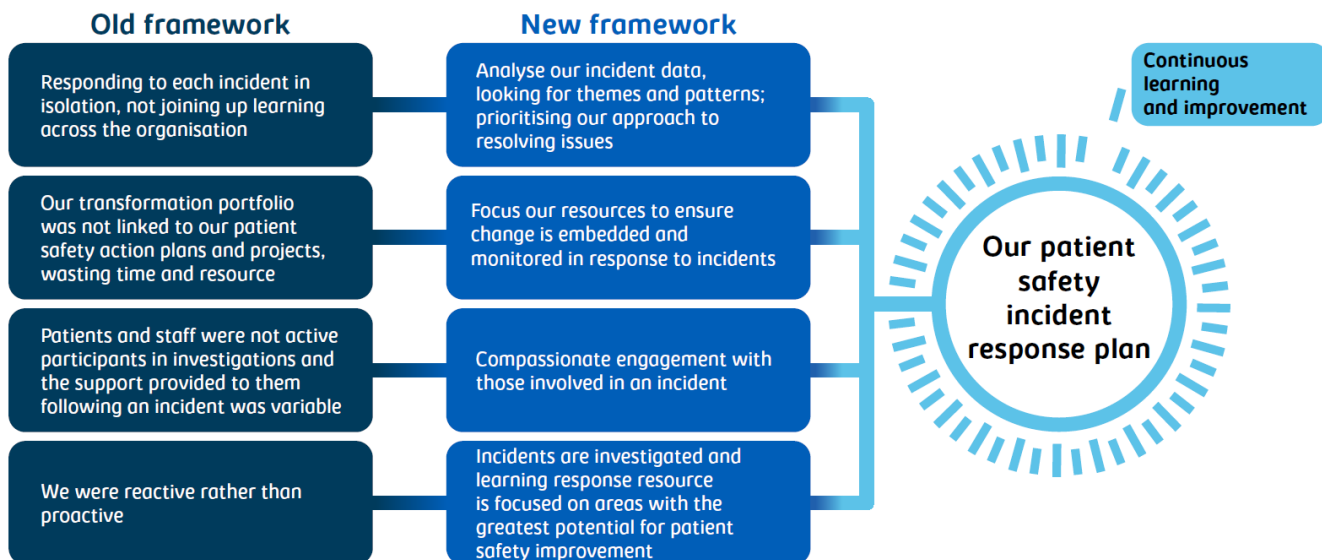 Old framework
New framework
Responding to each incident in
isolation, not joining up learning
across the organisation
Analyse our incident data,
looking for themes and patterns;
prioritising our approach to
resolving issues
Our transformation portfolio
was not linked to our patient
safety action plans and projects,
wasting time and resource
Focus our resources to ensure
change is embedded and
monitored in response to incidents
Patients and staff were not active
participants in investigations and
the support provided to them
following an incident was variable
Compassionate engagement with
those involved in an incident
We were reactive rather than
proactive
Incidents are investigated and
learning response resource
is focused on areas with the
greatest potential for patient
safety improvement
Our patient
safety
incident
response plan
Continuous
learning
and improvement